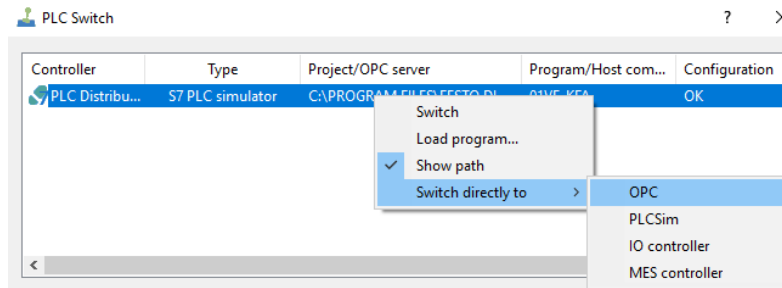 PLC Switch ?
Controller Type Project/OPC server Program/Host com... Configuration
PLC Distribu... S7 PLC simulator C:\PROGRAM FILES\FESTO DI 01VE_KFA OK
Switch
Load program...
Show path
Switch directly to
OPC
PLCSim
IO controller
MES controller